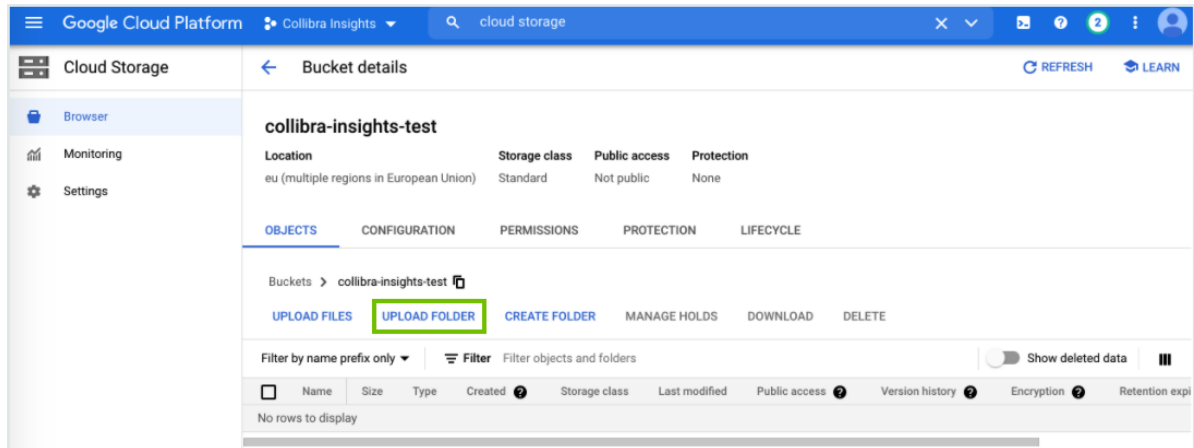 Google Cloud Platform Collibra Insights cloud storage 2
Cloud Storage Bucket details REFRESH LEARN
Browser
Monitoring
Settings
collibra-insights-test
Location Storage class Public access Protection
eu (multiple regions in European Union) Standard Not public None
OBJECTS CONFIGURATION PERMISSIONS PROTECTION LIFECYCLE
Buckets > collibra-insights-test
UPLOAD FILES UPLOAD FOLDER CREATE FOLDER MANAGE HOLDS DOWNLOAD DELETE
Filter by name prefix only Filter Filter objects and folders Show deleted data
Name Size Type Created Storage class Last modified Public access Version history Encryption Retention expi
No rows to display